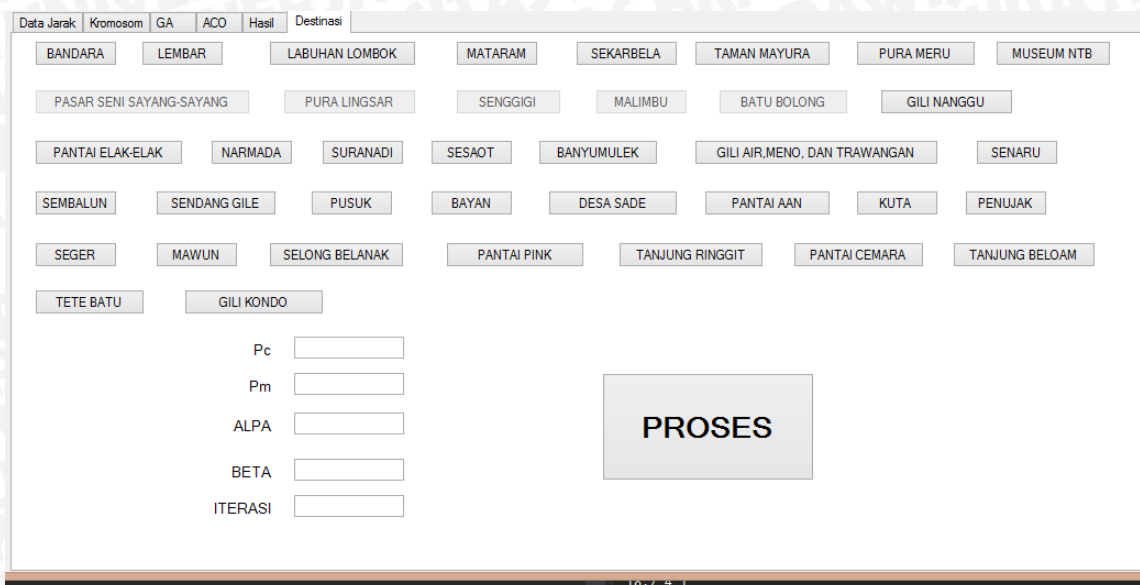 Data Jarak Kromosom GA ACO Hasil Destinasi
BANDARA LEMBAR LABUHAN LOMBOK MATARAM SEKARBELA TAMAN MAYURA PURA MERU MUSEUM NTB
PASAR SENI SAYANG-SAYANG PURA LINGSAR SENGGIGI MALIMBU BATU BOLONG GILI NANGGU
PANTAI ELAK-ELAK NARMADA SURANADI SESAOT BANYUMULEK GILI AIR,MENO, DAN TRAWANGAN SENARU
SEMBALUN SENDANG GILE PUSUK BAYAN DESA SADE PANTAI AAN KUTA PENUJAK
SEGER MAWUN SELONG BELANAK PANTAI PINK TANJUNG RINGGIT PANTAI CEMARA TANJUNG BELOAM
TETE BATU GILI KONDO
Pc
Pm
ALPA
PROSES
BETA
ITERASI